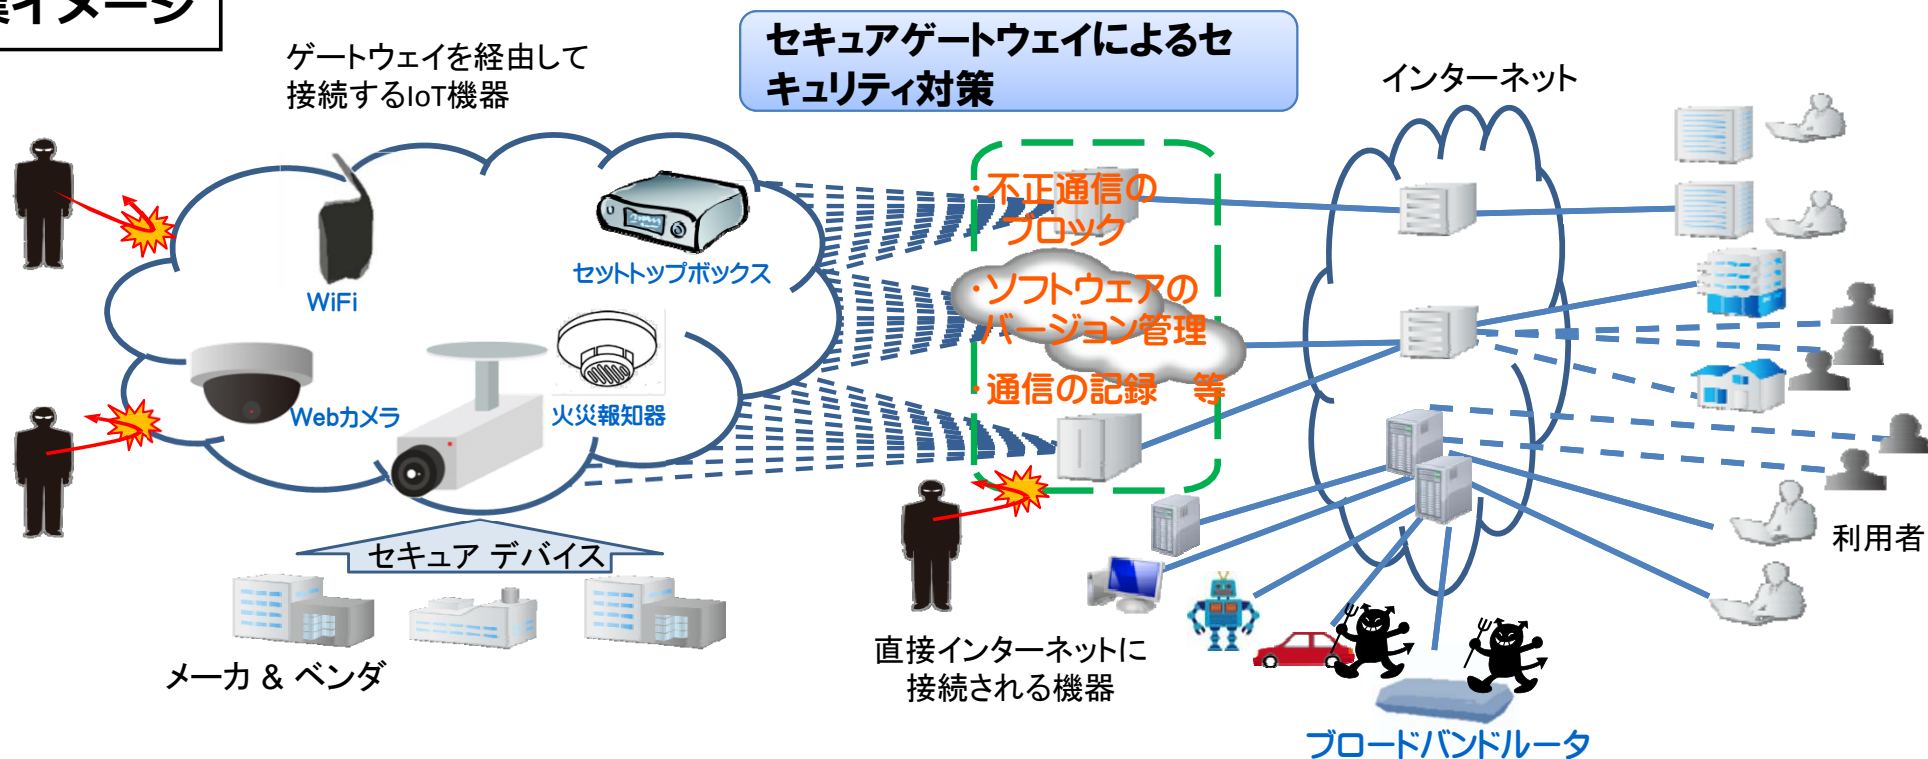 イメージ
ゲートウェイを経由して
接続するIoT機器
セキュアゲートウェイによるセ
キュリティ対策
インターネット
・不正通信の
ブロック
・ソフトウェアの
バージョン管理
・通信の記録　等
WiFi
セットトップボックス
Webカメラ
火災報知器
セキュア デバイス
メーカ & ベンダ
直接インターネットに
接続される機器
利用者
ブロードバンドルータ